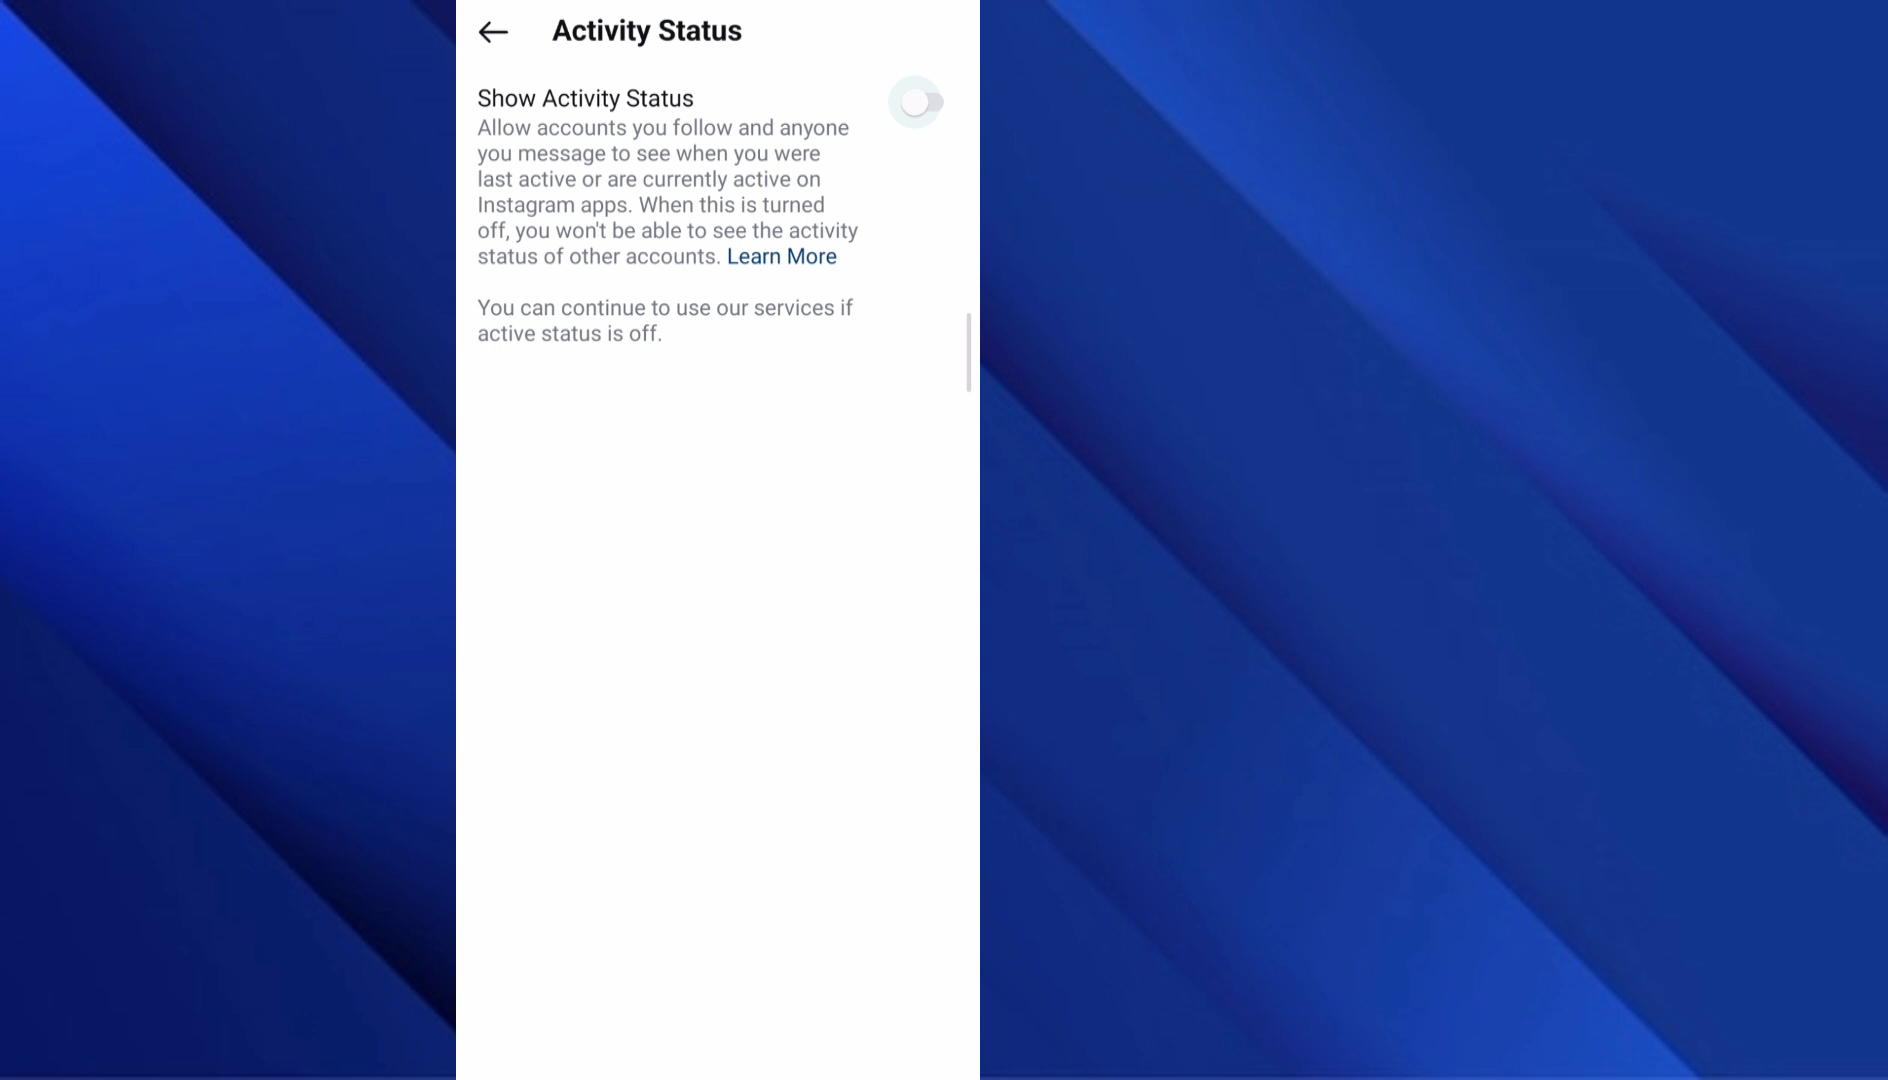 Activity Status
Show Activity Status
Allow accounts you follow and anyone
you message to see when you were
last active or are currently active on
Instagram apps. When this is turned
off, you won't be able to see the activity
status of other accounts. Learn More
You can continue to use our services if
active status is off.